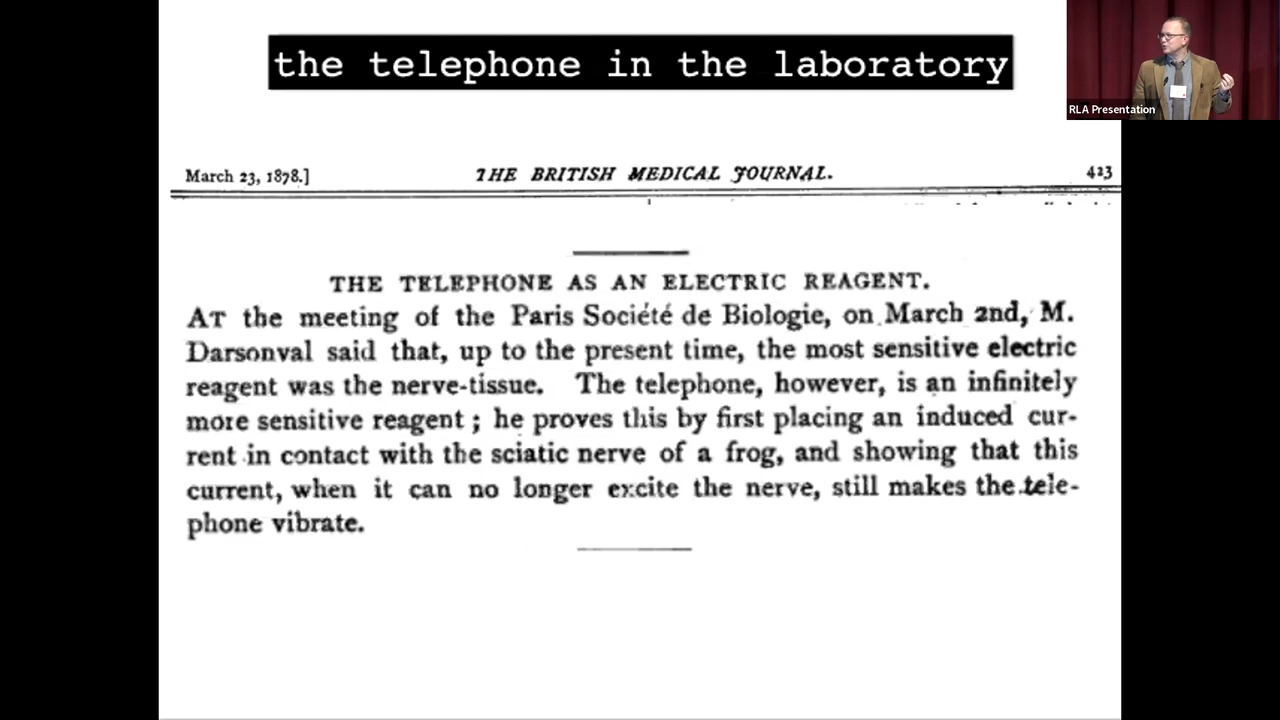 the telephone in the laboratory
RLA Presentation
March 23, 1878.] THE BRITISH MEDICAL JOURNAL. 423
THE TELEPHONE AS AN ELECTRIC REAGENT.
AT the meeting of the Paris Société de Biologie, on March 2nd, M.
Darsonval said that, up to the present time, the most sensitive electric
reagent was the nerve-tissue. The telephone, however, is an infinitely
more sensitive reagent; he proves this by first placing an induced cur-
rent in contact with the sciatic nerve of a frog, and showing that this
current, when it can no longer excite the nerve, still makes the tele-
phone vibrate.